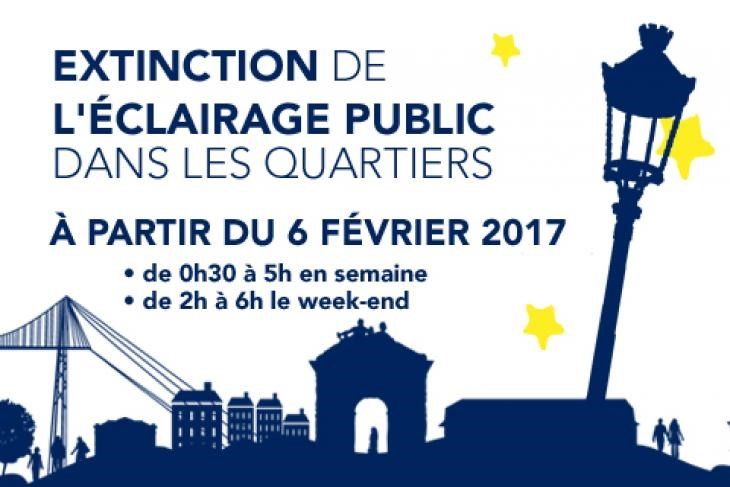 EXTINCTION DE
L'ÉCLAIRAGE PUBLIC
DANS LES QUARTIERS
À PARTIR DU 6 FÉVRIER 2017
• de 0h30 à 5h en semaine
• de 2h à 6h le week-end